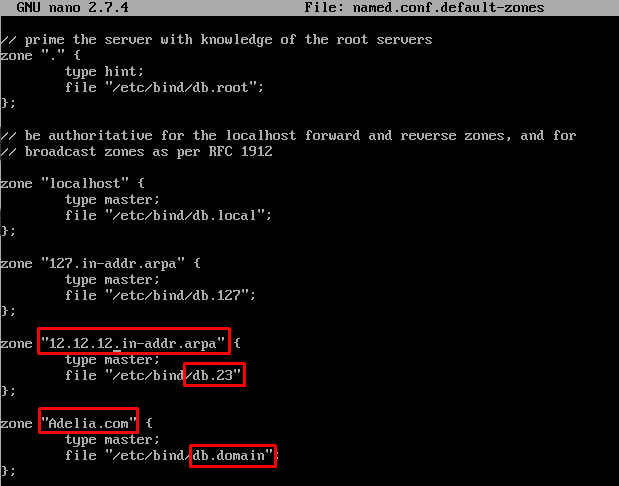 GNU nano 2.7.4 File: named.conf.default-zones
// prime the server with knowledge of the root servers
zone "." {
type hint;
file "/etc/bind/db.root";
};
// be authoritative for the localhost forward and reverse zones, and for
// broadcast zones as per RFC 1912
zone "localhost" {
type master;
file "/etc/bind/db.local";
};
zone "127.in-addr.arpa" {
type master;
file "/etc/bind/db.127";
};
zone "12.12.12.in-addr.arpa" {
type master;
file "/etc/bind/db.23"
};
zone "Adelia.com" {
type master;
file "/etc/bind/db.domain";
};